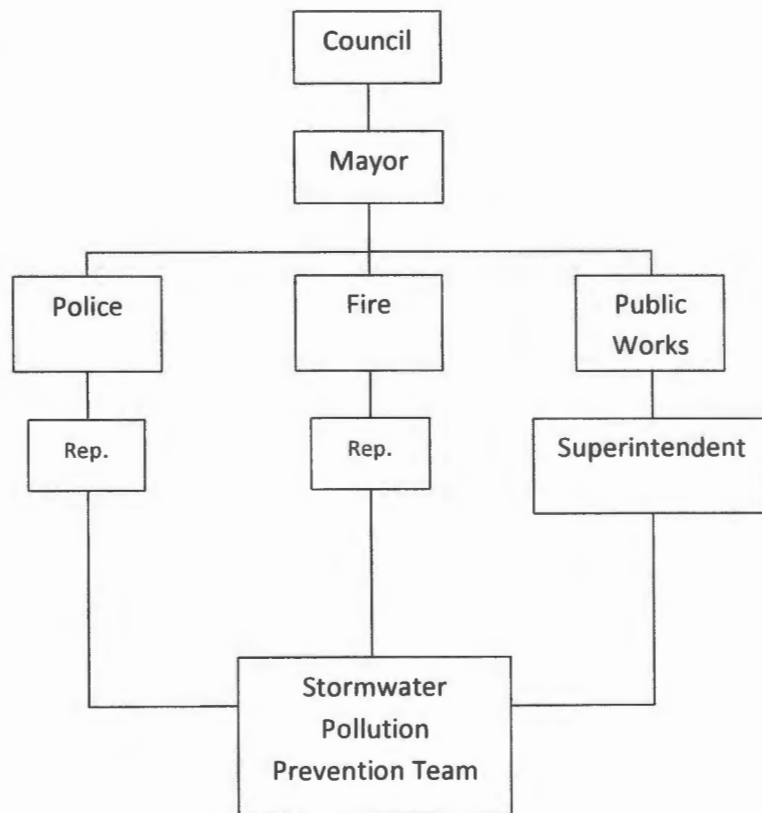 Council
Mayor
Police
Fire
Public
Works
Rep.
Rep.
Superintendent
Stormwater
Pollution
Prevention Team